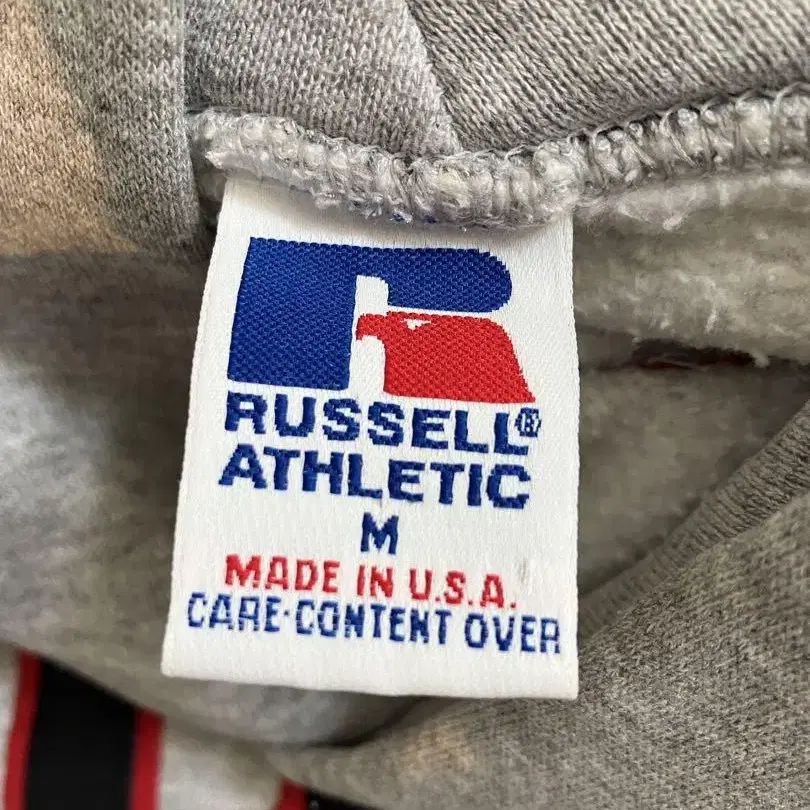 RUSSELL®
ATHLETIC
M
MADE IN U.S.A.
CARE·CONTENT OVER